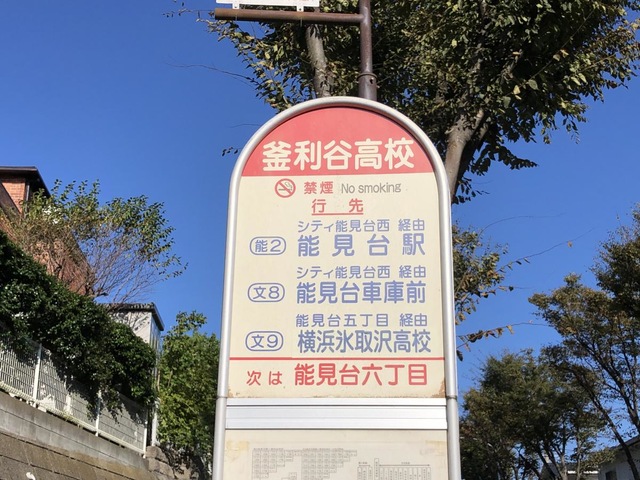 釜利谷高校
禁煙 No smoking
行先
シティ能見台西 経由
能2 能見台駅
シティ能見台西 経由
文8 能見台車庫前
能見台五丁目 経由
文9 横浜氷取沢高校
次は 能見台六丁目